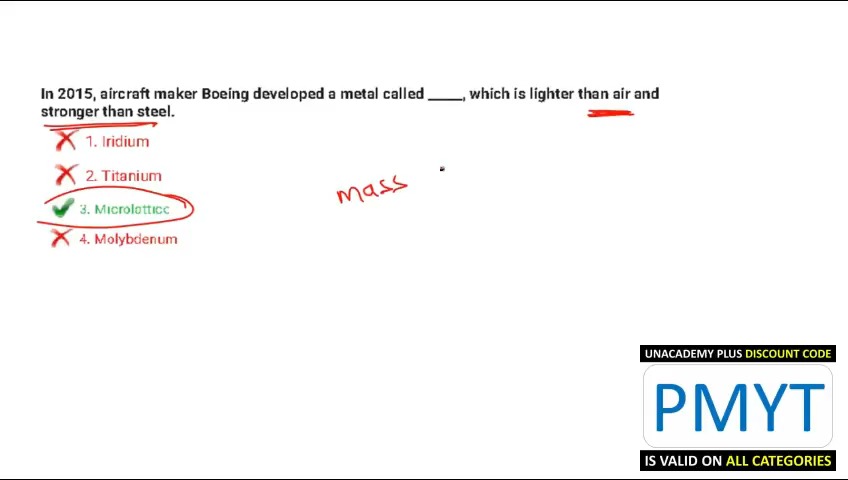 In 2015, aircraft maker Boeing developed a metal called ____, which is lighter than air and
stronger than steel.
1. Iridium
2. Titanium
3. Microlattice
mass
4. Molybdenum
UNACADEMY PLUS DISCOUNT CODE
PMYT
IS VALID ON ALL CATEGORIES